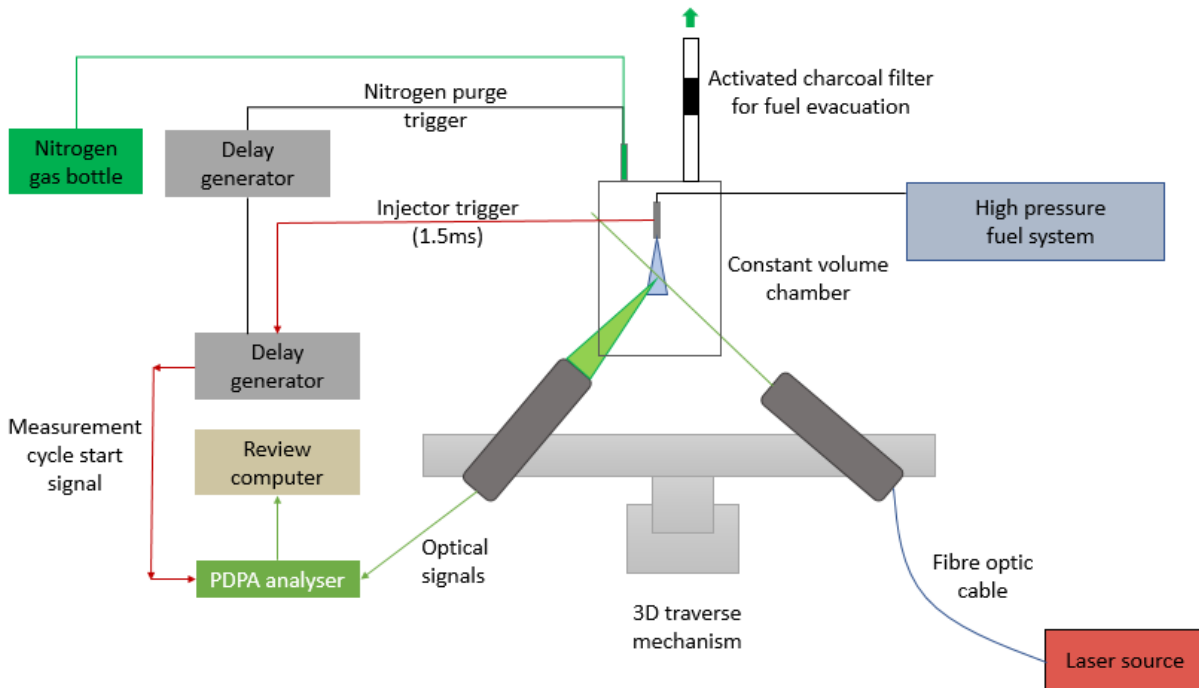 Activated charcoal filter
for fuel evacuation
Nitrogen purge
trigger
Nitrogen
gas bottle
Delay
generator
Injector trigger
(1.5ms)
High pressure
fuel system
Constant volume
chamber
Delay
generator
Measurement
cycle start
signal
Review
computer
PDPA analyser
Optical
signals
3D traverse
mechanism
Fibre optic
cable
Laser source